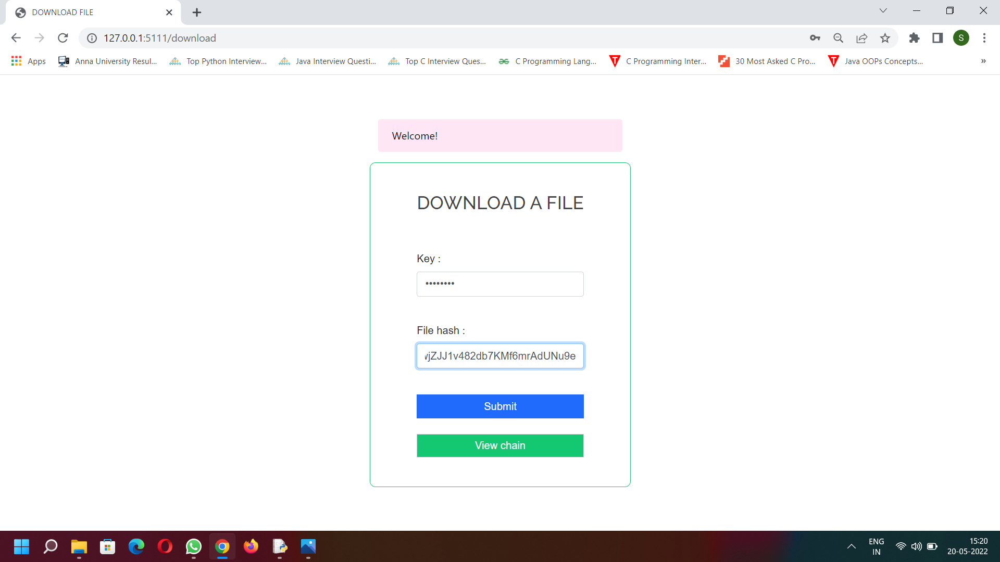 DOWNLOAD FILE
127.0.0.1:5111/download
S
Apps
Anna University Resul...
Top Python Interview...
Java Interview Questi...
Top C Interview Ques...
C Programming Lang...
C Programming Inter...
30 Most Asked C Pro...
Java OOPs Concepts...
»
Welcome!
DOWNLOAD A FILE
Key :
••••••••
File hash :
jZJJ1v482db7KMf6mrAdUNu9e
Submit
View chain
ENG
IN
15:20
20-05-2022